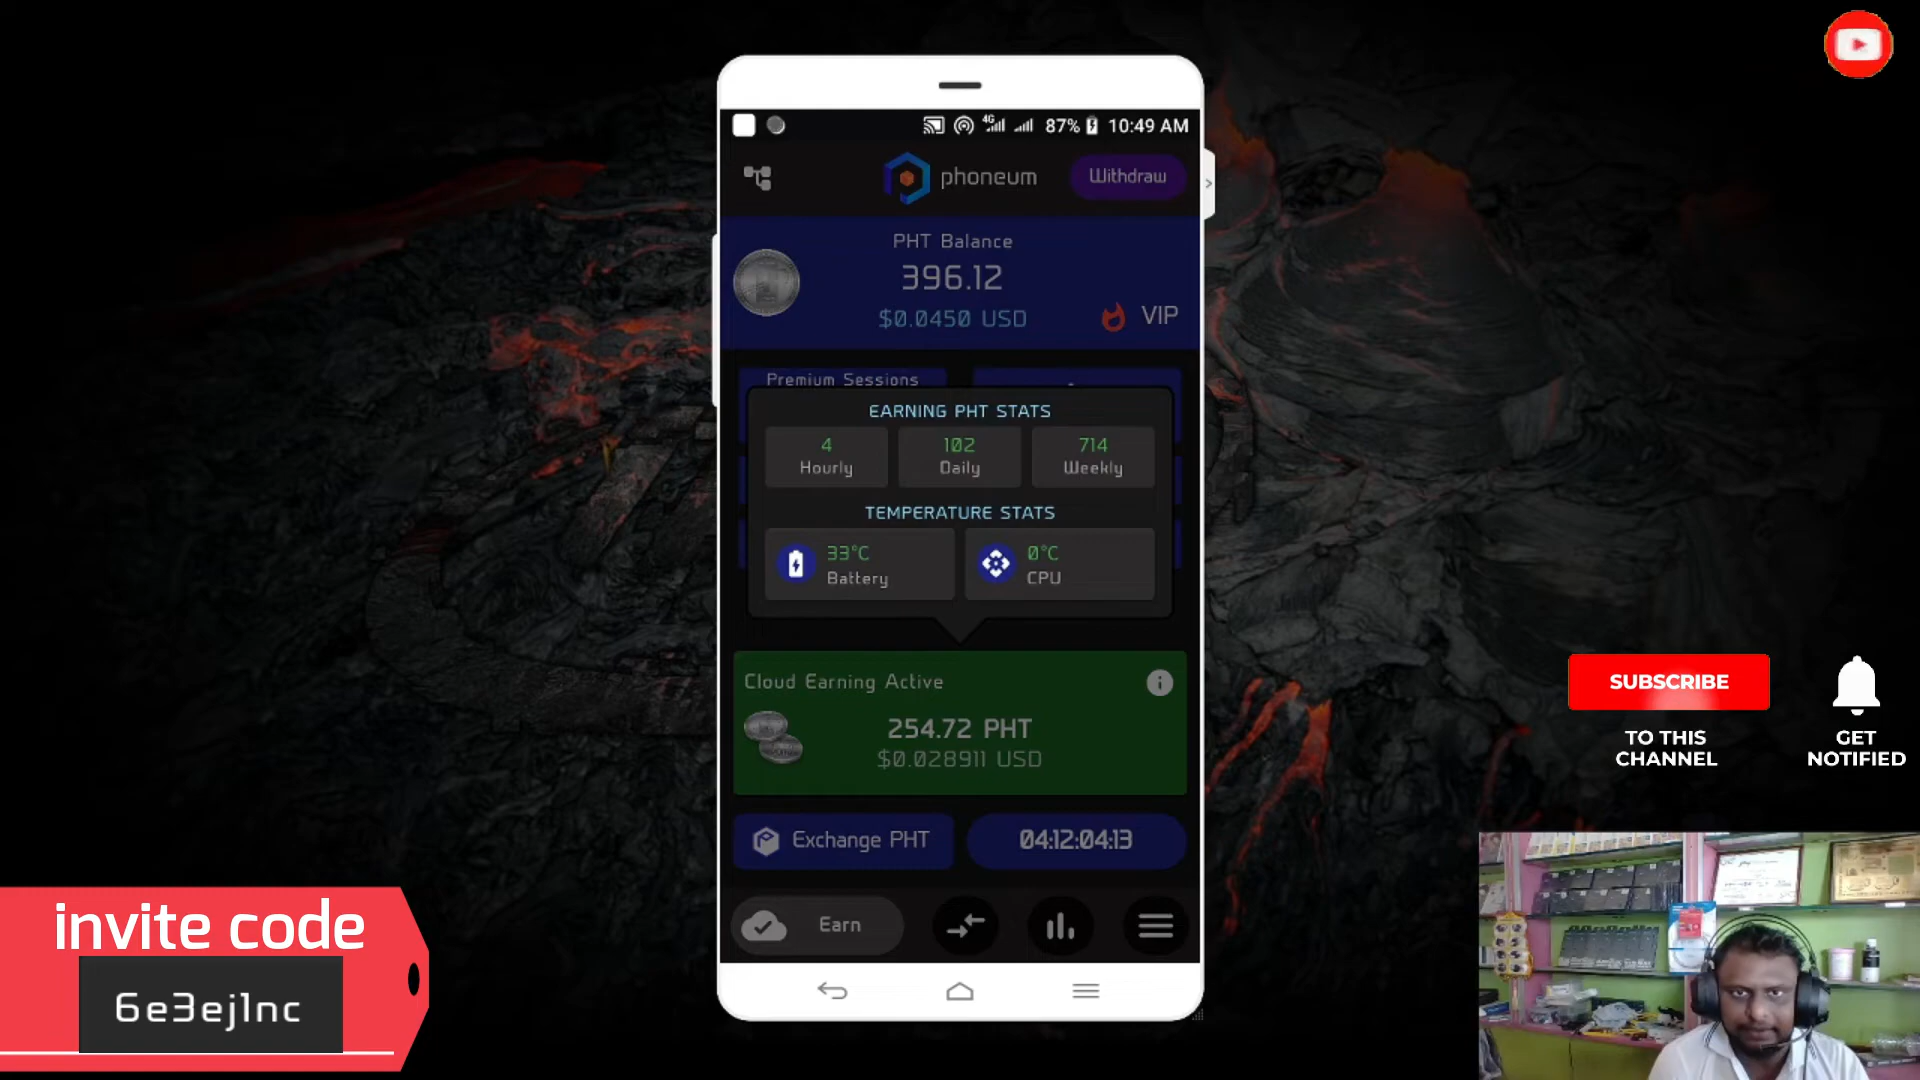 4G 87% 10:49 AM
phoneum
Withdraw
PHT Balance
396.12
$0.0450 USD
VIP
Premium Sessions
EARNING PHT STATS
4
Hourly
102
Daily
714
Weekly
TEMPERATURE STATS
33°C
Battery
0°C
CPU
Cloud Earning Active
254.72 PHT
$0.028911 USD
Exchange PHT
04:12:04:13
Earn
invite code
6e3ej1nc
SUBSCRIBE
TO THIS
CHANNEL
GET
NOTIFIED